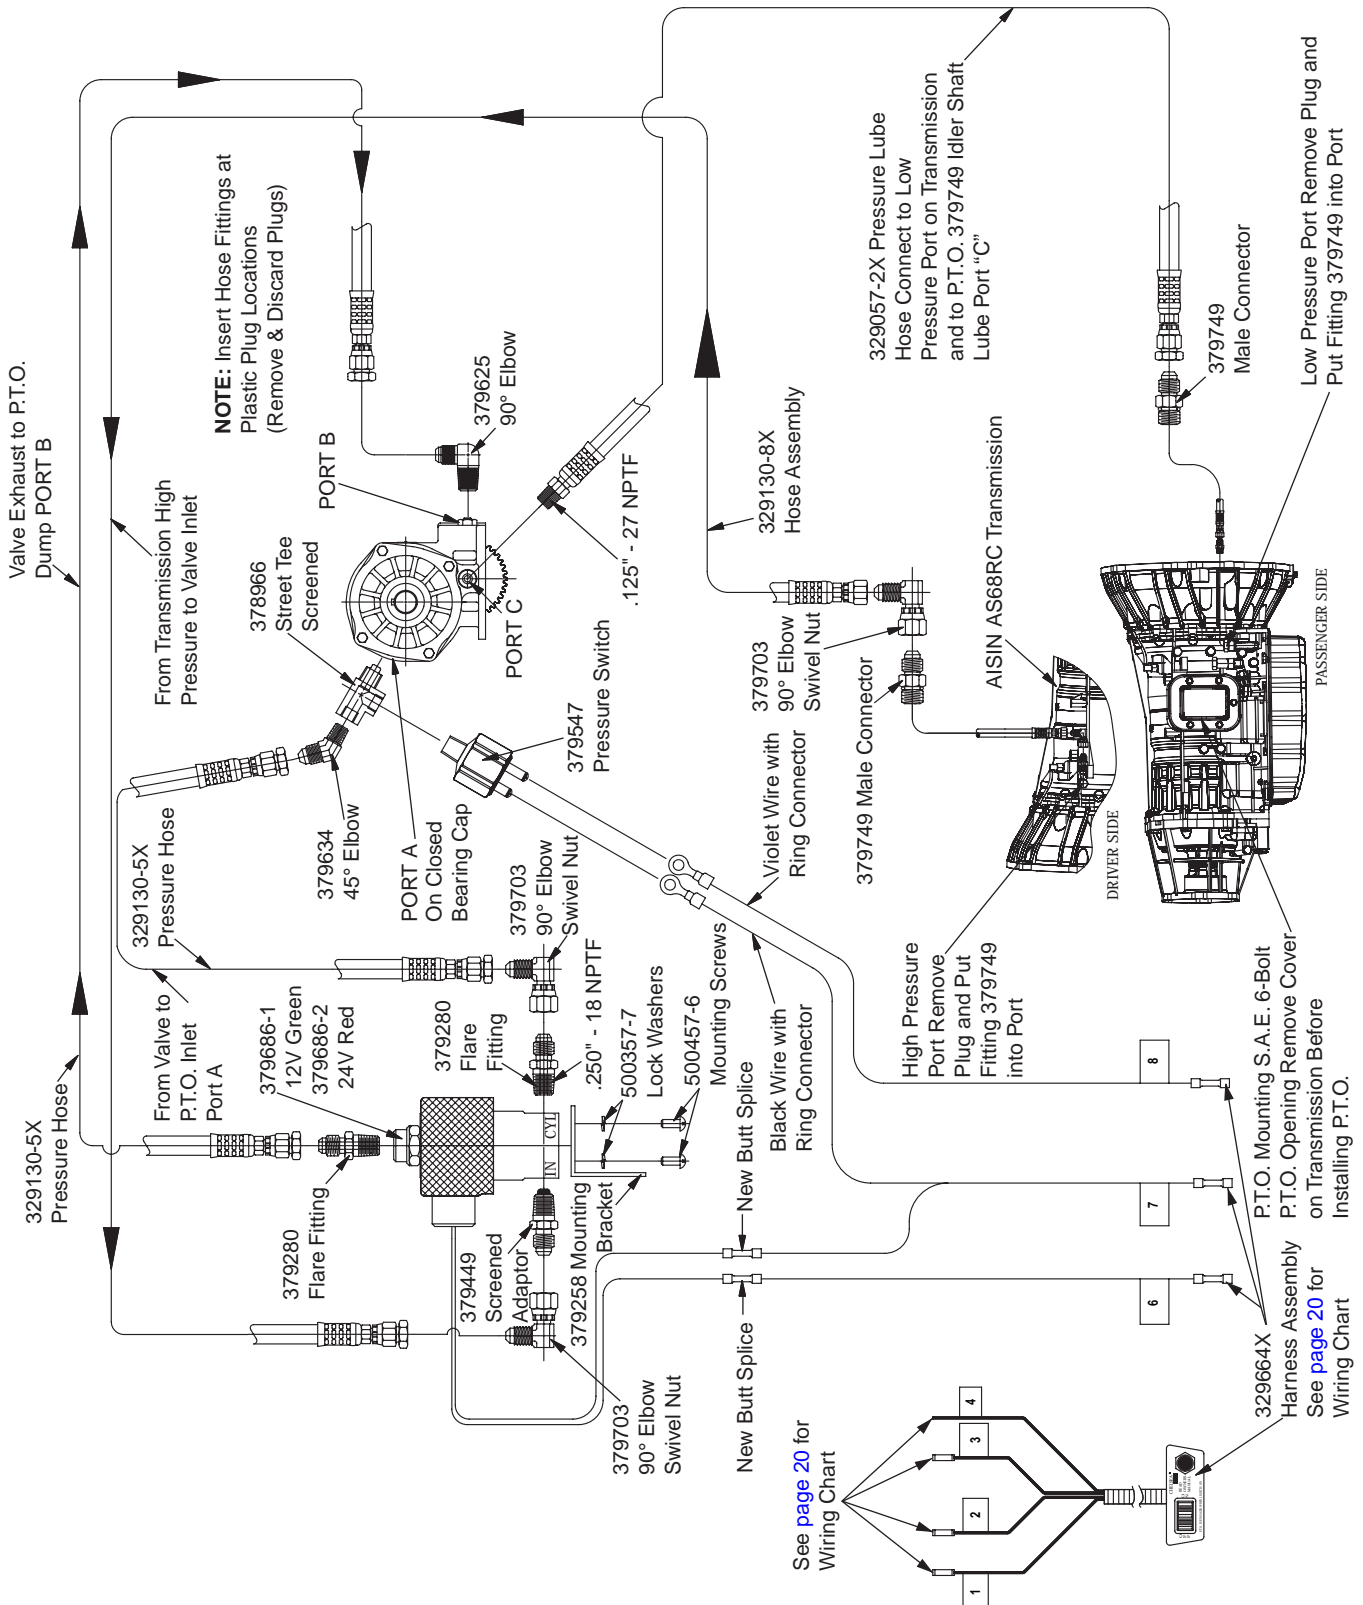 Valve Exhaust to P.T.O.
Dump PORT B
From Transmission High
Pressure to Valve Inlet
NOTE: Insert Hose Fittings at
Plastic Plug Locations
(Remove & Discard Plugs)
378966
Street Tee
Screened
PORT B
379625
90° Elbow
329130-5X
Pressure Hose
379634
45° Elbow
PORT A
On Closed
Bearing Cap
PORT C
.125" - 27 NPTF
379547
Pressure Switch
329130-5X
Pressure Hose
From Valve to
P.T.O. Inlet
Port A
379686-1
12V Green
379686-2
24V Red
379280
Flare
Fitting
379703
90° Elbow
Swivel Nut
.250" - 18 NPTF
500357-7
Lock Washers
500457-6
Mounting Screws
IN
CYL
379280
Flare Fitting
379449
Screened
Adaptor
379258 Mounting
Bracket
379703
90° Elbow
Swivel Nut
New Butt Splice
New Butt Splice
Black Wire with
Ring Connector
Violet Wire with
Ring Connector
329057-2X Pressure Lube
Hose Connect to Low
Pressure Port on Transmission
and to P.T.O. 379749 Idler Shaft
Lube Port “C”
329130-8X
Hose Assembly
379703
90° Elbow
Swivel Nut
379749 Male Connector
379749
Male Connector
AISIN AS68RC Transmission
Low Pressure Port Remove Plug and
Put Fitting 379749 into Port
High Pressure
Port Remove
Plug and Put
Fitting 379749
into Port
DRIVER SIDE
PASSENGER SIDE
P.T.O. Mounting S.A.E. 6-Bolt
P.T.O. Opening Remove Cover
on Transmission Before
Installing P.T.O.
6
7
8
329664X
Harness Assembly
See page 20 for
Wiring Chart
See page 20 for
Wiring Chart
1
2
3
4